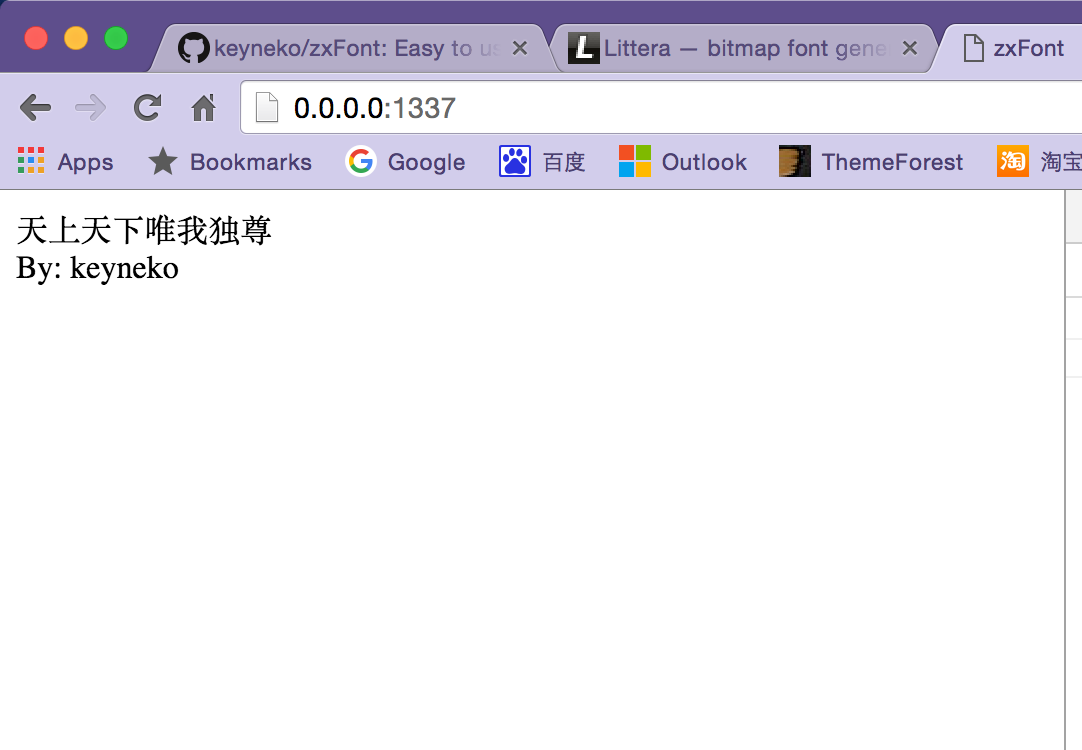 keyneko/zxFont: Easy to us
Littera — bitmap font gene
zxFont
0.0.0.0:1337
Apps
Bookmarks
Google
百度
Outlook
ThemeForest
淘
淘宝
天上天下唯我独尊
By: keyneko